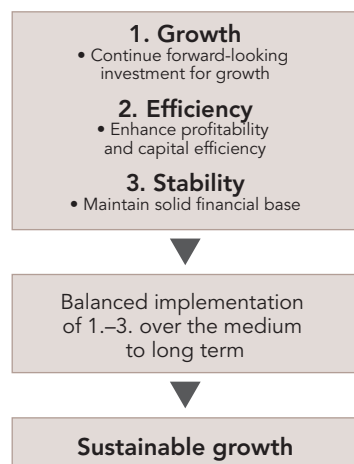 1. Growth
• Continue forward-looking
investment for growth
2. Efficiency
• Enhance profitability
and capital efficiency
3. Stability
• Maintain solid financial base
Balanced implementation
of 1.–3. over the medium
to long term
Sustainable growth